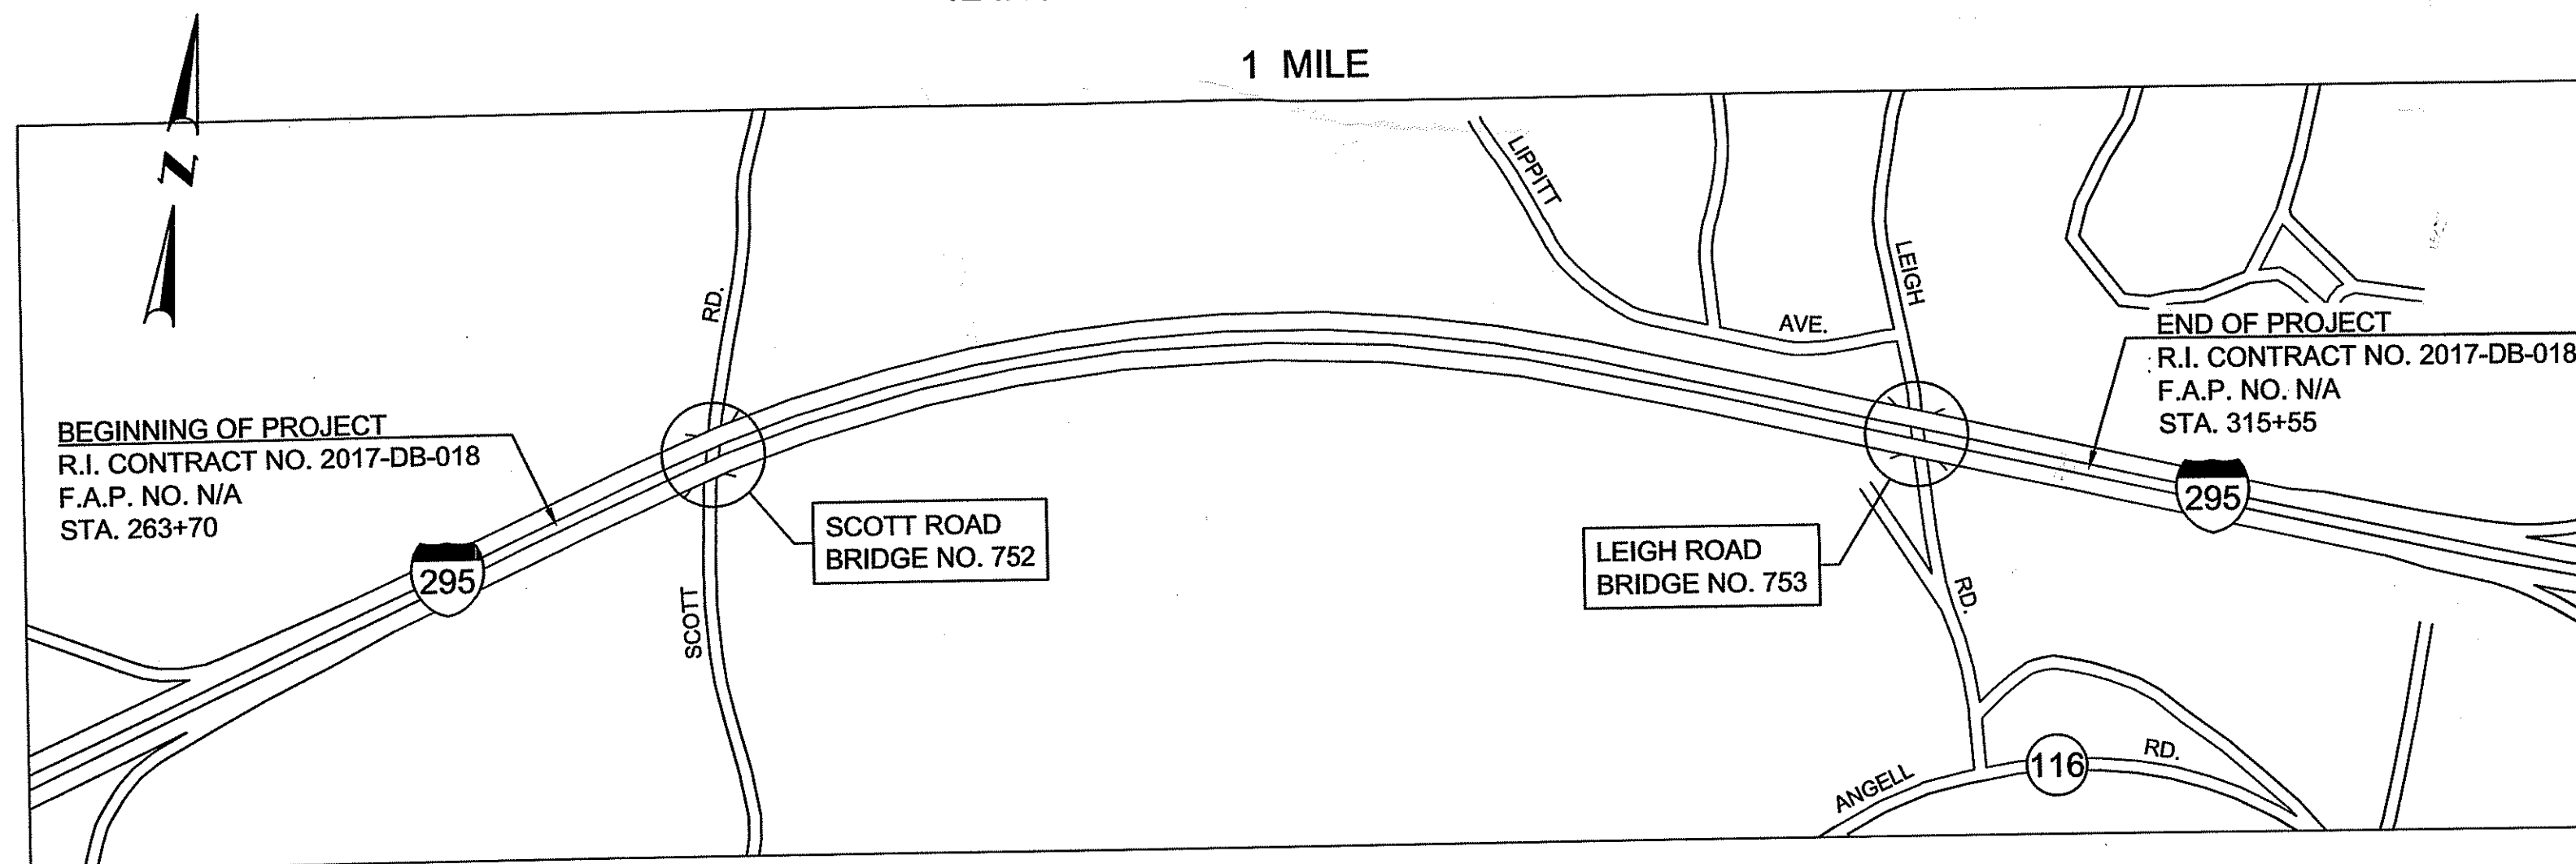 1 MILE
N
LIPPITT
LEIGH
RD.
AVE.
BEGINNING OF PROJECT
R.I. CONTRACT NO. 2017-DB-018
F.A.P. NO. N/A
STA. 263+70
END OF PROJECT
R.I. CONTRACT NO. 2017-DB-018
F.A.P. NO. N/A
STA. 315+55
295
SCOTT ROAD
BRIDGE NO. 752
295
LEIGH ROAD
BRIDGE NO. 753
SCOTT
RD.
ANGELL
116
RD.